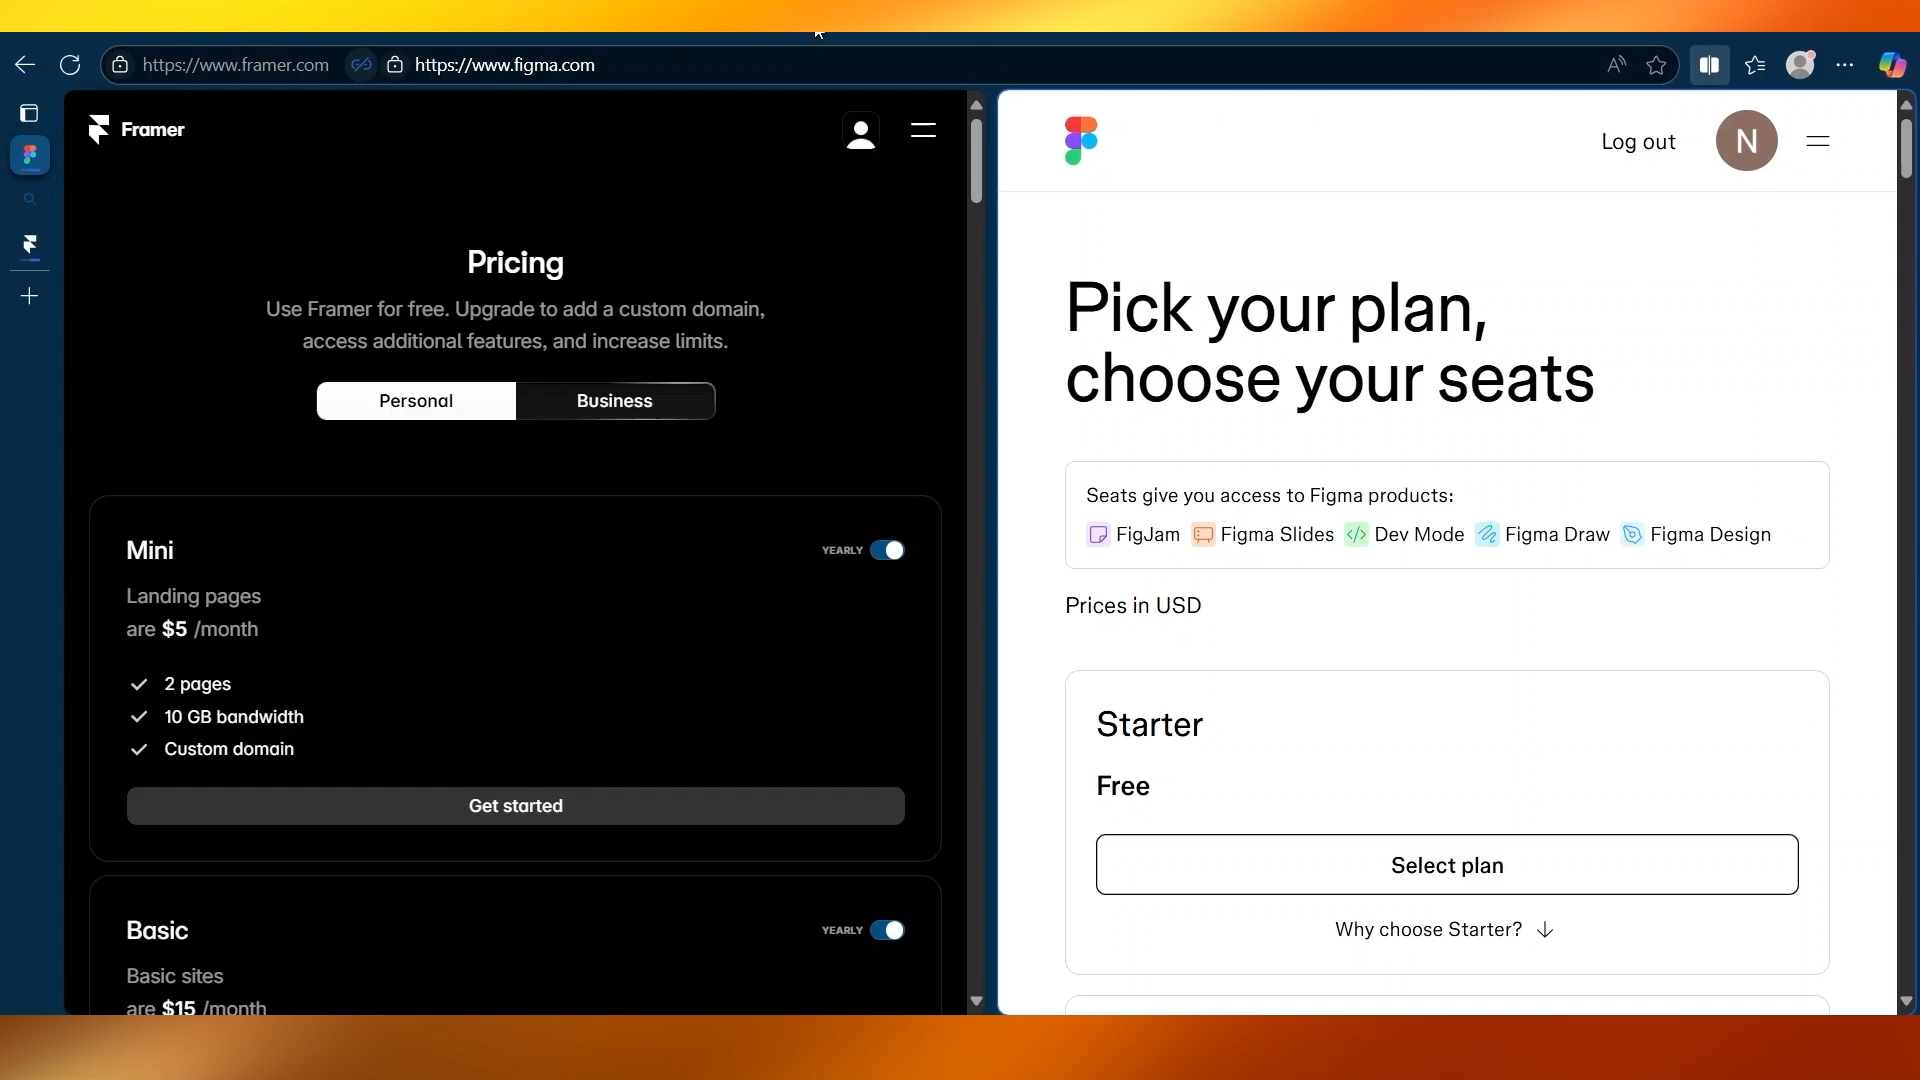 https://www.framer.com
https://www.figma.com
Framer
Pricing
Use Framer for free. Upgrade to add a custom domain,
access additional features, and increase limits.
Personal
Business
Mini
YEARLY
Landing pages
are $5 /month
2 pages
10 GB bandwidth
Custom domain
Get started
Basic
YEARLY
Basic sites
are $15 /month
Log out
N
Pick your plan,
choose your seats
Seats give you access to Figma products:
FigJam Figma Slides Dev Mode Figma Draw Figma Design
Prices in USD
Starter
Free
Select plan
Why choose Starter?